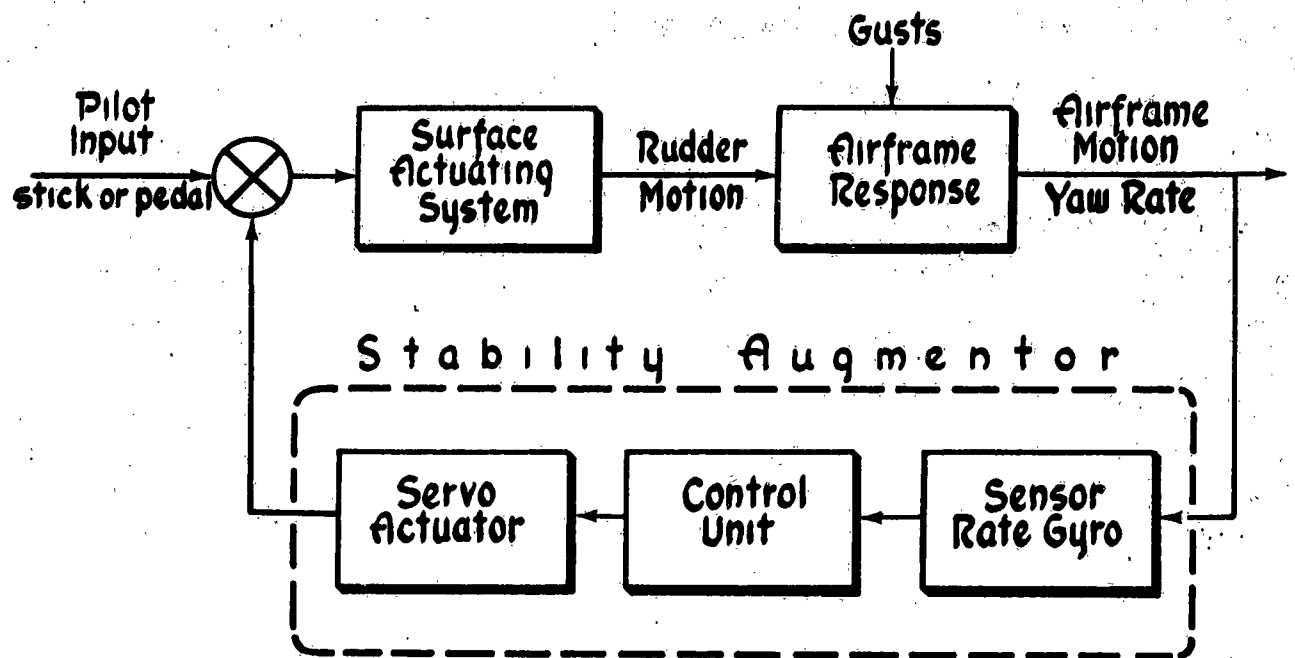 Gusts
Pilot
Input
stick or pedal
Surface
Actuating
System
Rudder
Motion
Airframe
Response
Airframe
Motion
Yaw Rate
Stability Augmentor
Servo
Actuator
Control
Unit
Sensor
Rate Gyro